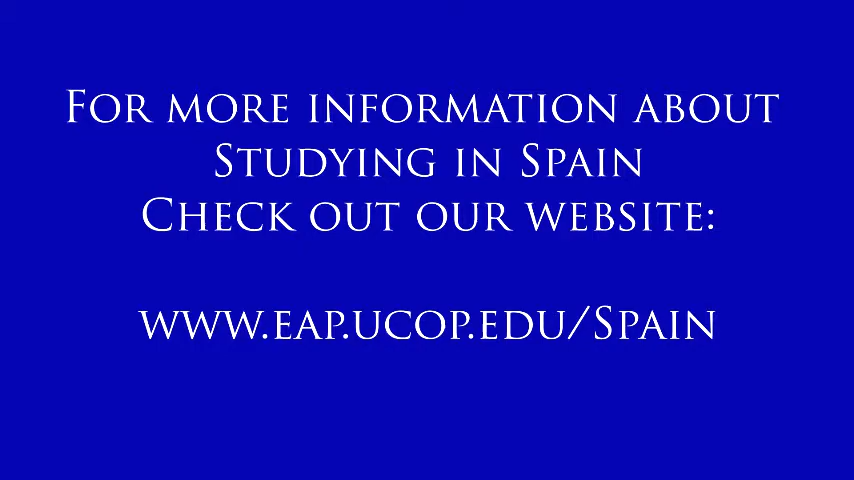 For more information about
Studying in Spain
Check out our website:
www.eap.ucop.edu/Spain